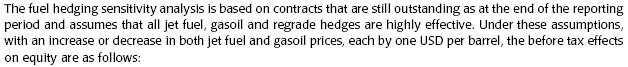 The fuel hedging sensitivity analysis is based on contracts that are still outstanding as at the end of the reporting
period and assumes that all jet fuel, gasoil and regrade hedges are highly effective. Under these assumptions,
with an increase or decrease in both jet fuel and gasoil prices, each by one USD per barrel, the before tax effects
on equity are as follows: